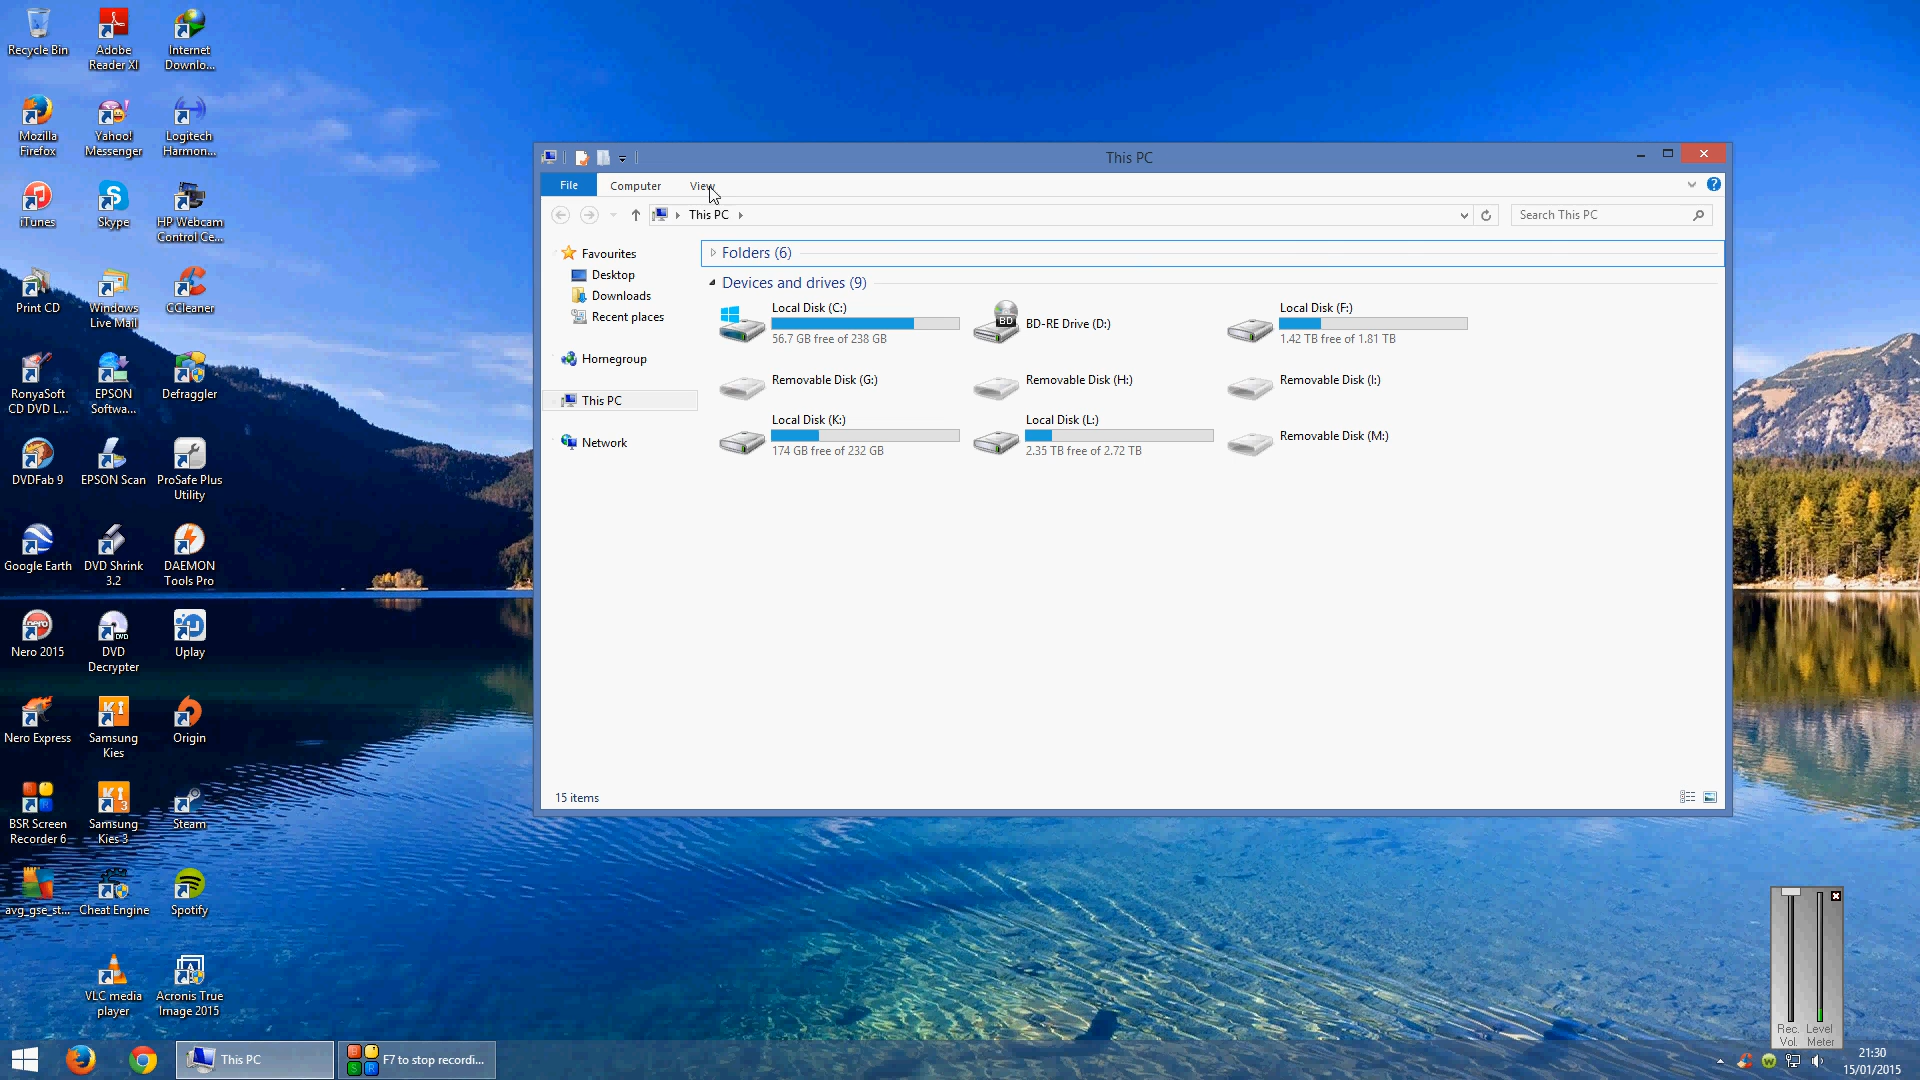 Recycle Bin
Adobe
Reader XI
Internet
Downlo...
Mozilla
Firefox
Yahoo!
Messenger
Logitech
Harmon...
iTunes
Skype
HP Webcam
Control Ce...
Print CD
Windows
Live Mail
CCleaner
RonyaSoft
CD DVD L...
EPSON
Softwa...
Defraggler
DVDFab 9
EPSON Scan
ProSafe Plus
Utility
Google Earth
DVD Shrink
3.2
DAEMON
Tools Pro
Nero 2015
DVD
Decrypter
Uplay
Nero Express
Samsung
Kies
Origin
BSR Screen
Recorder 6
Samsung
Kies 3
Steam
avg_gse_st...
Cheat Engine
Spotify
VLC media
player
Acronis True
Image 2015
This PC
File
Computer
View
This PC
Search This PC
Favourites
Desktop
Downloads
Recent places
Homegroup
This PC
Network
Folders (6)
Devices and drives (9)
Local Disk (C:)
56.7 GB free of 238 GB
BD
BD-RE Drive (D:)
Local Disk (F:)
1.42 TB free of 1.81 TB
Removable Disk (G:)
Removable Disk (H:)
Removable Disk (I:)
Local Disk (K:)
174 GB free of 232 GB
Local Disk (L:)
2.35 TB free of 2.72 TB
Removable Disk (M:)
15 items
Rec. Level
Vol. Meter
This PC
F7 to stop recordi...
21:30
15/01/2015